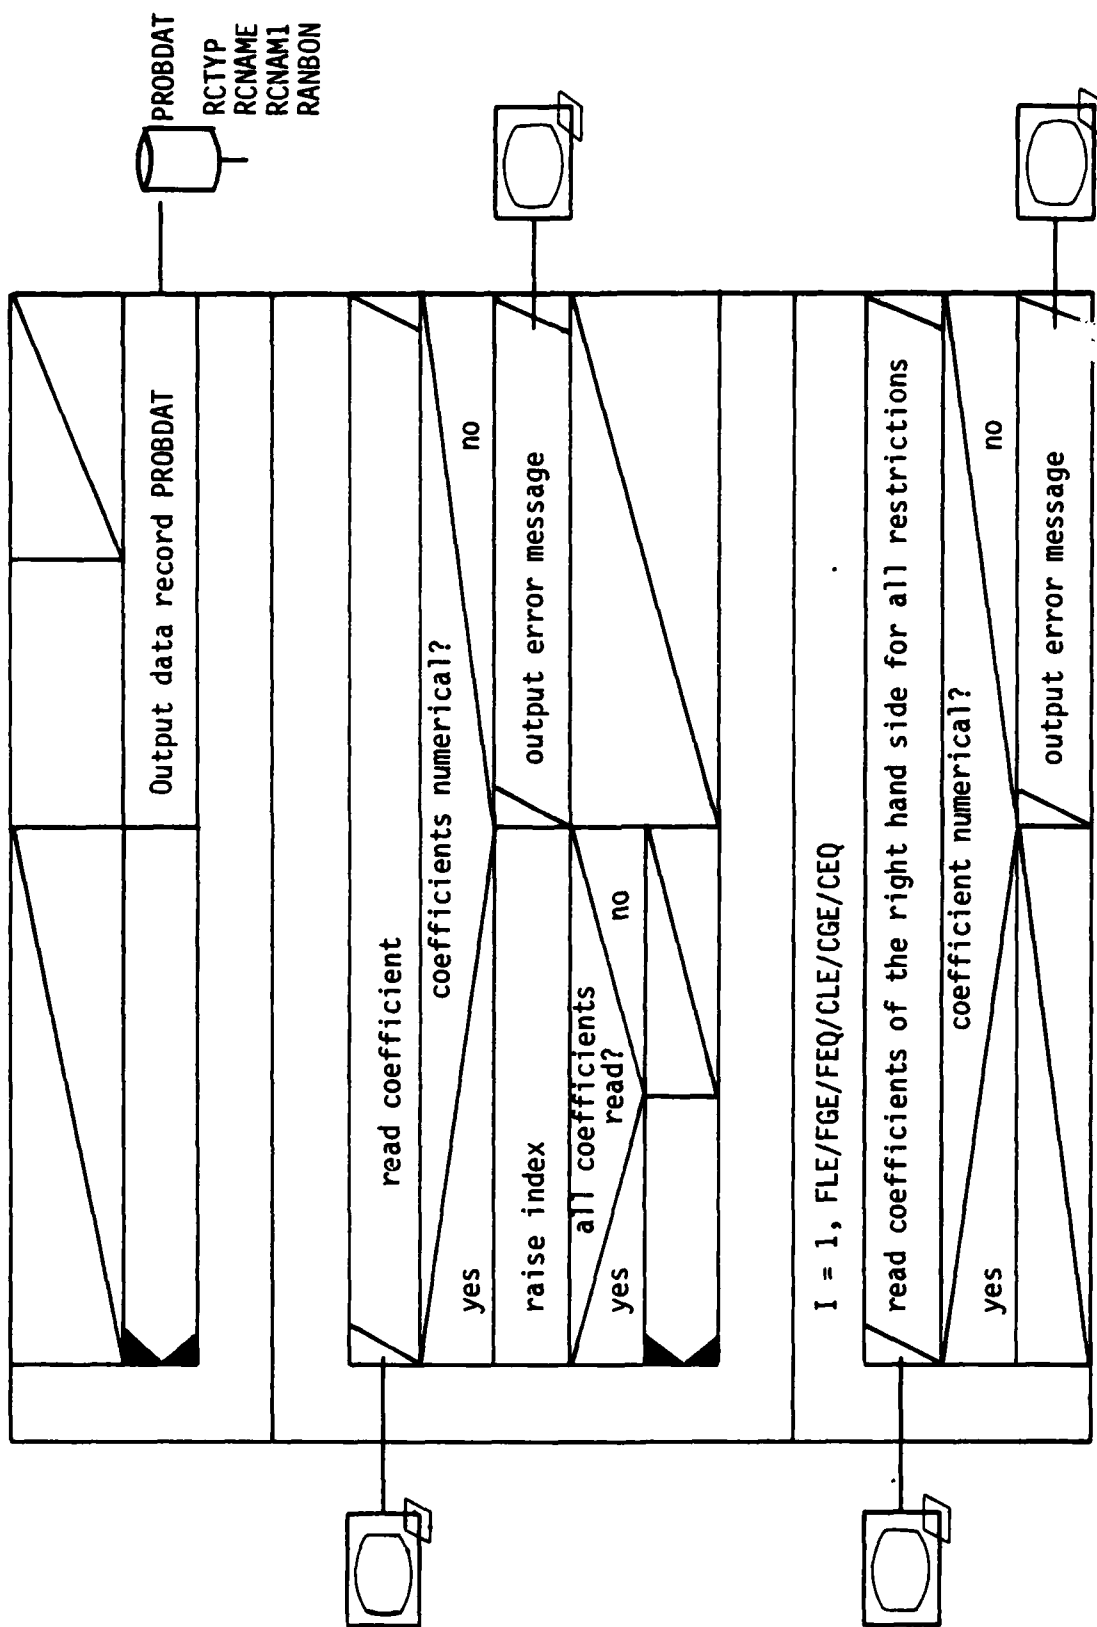 PROBDAT
RCTYP
RCNAME
RCNAM1
RANBON
Output data record PROBDAT
read coefficient
coefficients numerical?
yes
no
raise index
output error message
all coefficients
read?
yes
no
I = 1, FLE/FGE/FEQ/CLE/CGE/CEQ
read coefficients of the right hand side for all restrictions
coefficient numerical?
yes
no
output error message